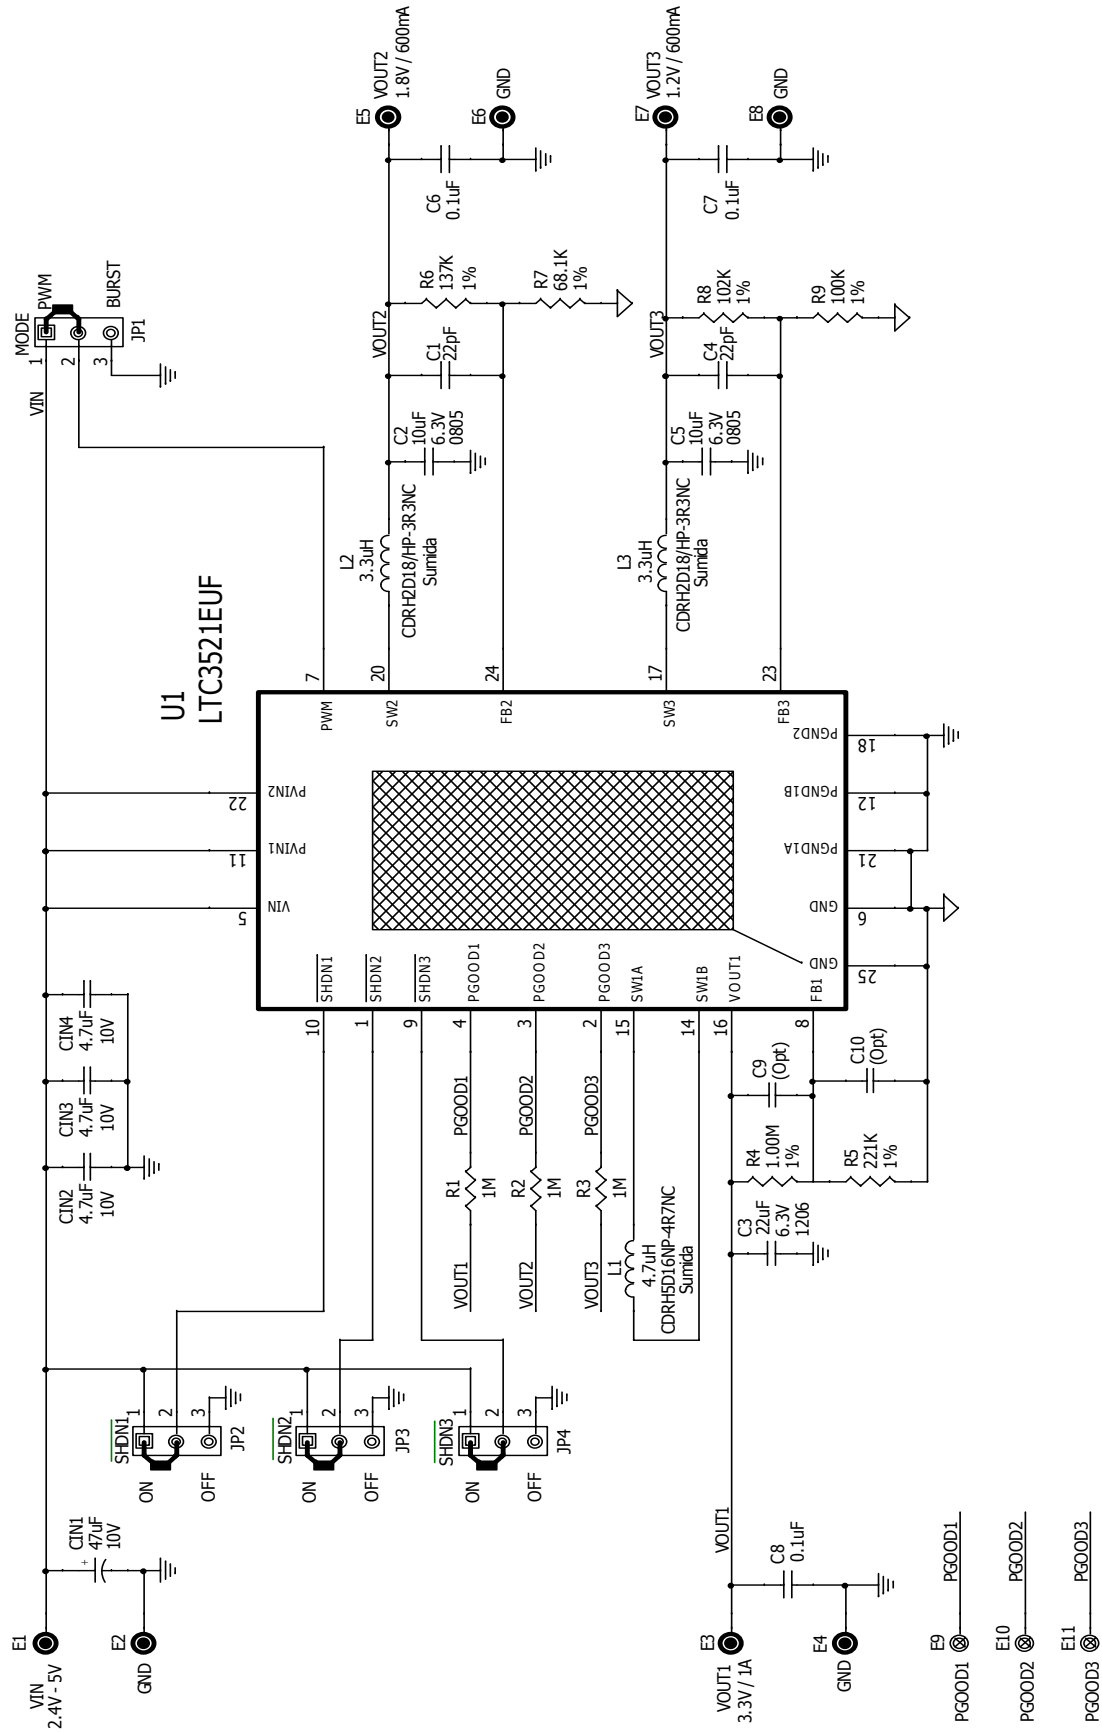 U1
LTC3521EUF
E1
VIN
2.4V - 5V
E2
GND
CIN1
47uF
10V
+
SHDN1
ON
OFF
1
2
3
JP2
SHDN2
ON
OFF
1
2
3
JP3
SHDN3
ON
OFF
1
2
3
JP4
CIN2
4.7uF
10V
CIN3
4.7uF
10V
CIN4
4.7uF
10V
VIN
MODE
PWM
BURST
1
2
3
JP1
5
VIN
11
PVIN1
22
PVIN2
10
SHDN1
1
SHDN2
9
SHDN3
4
PGOOD1
3
PGOOD2
2
PGOOD3
15
SW1A
14
SW1B
16
VOUT1
8
FB1
7
PWM
20
SW2
24
FB2
17
SW3
23
FB3
25
GND
6
GND
21
PGND1A
12
PGND1B
18
PGND2
VOUT1
R1
1M
PGOOD1
VOUT2
R2
1M
PGOOD2
VOUT3
R3
1M
PGOOD3
L1
4.7uH
CDRH5D16NP-4R7NC
Sumida
C3
22uF
6.3V
1206
R4
1.00M
1%
C9
(Opt)
R5
221K
1%
C10
(Opt)
L2
3.3uH
CDRH2D18/HP-3R3NC
Sumida
C2
10uF
6.3V
0805
C1
22pF
VOUT2
R6
137K
1%
R7
68.1K
1%
C6
0.1uF
E5
VOUT2
1.8V / 600mA
E6
GND
L3
3.3uH
CDRH2D18/HP-3R3NC
Sumida
C5
10uF
6.3V
0805
C4
22pF
VOUT3
R8
102K
1%
R9
100K
1%
C7
0.1uF
E7
VOUT3
1.2V / 600mA
E8
GND
E3
VOUT1
3.3V / 1A
VOUT1
C8
0.1uF
E4
GND
E9
PGOOD1
PGOOD1
E10
PGOOD2
PGOOD2
E11
PGOOD3
PGOOD3